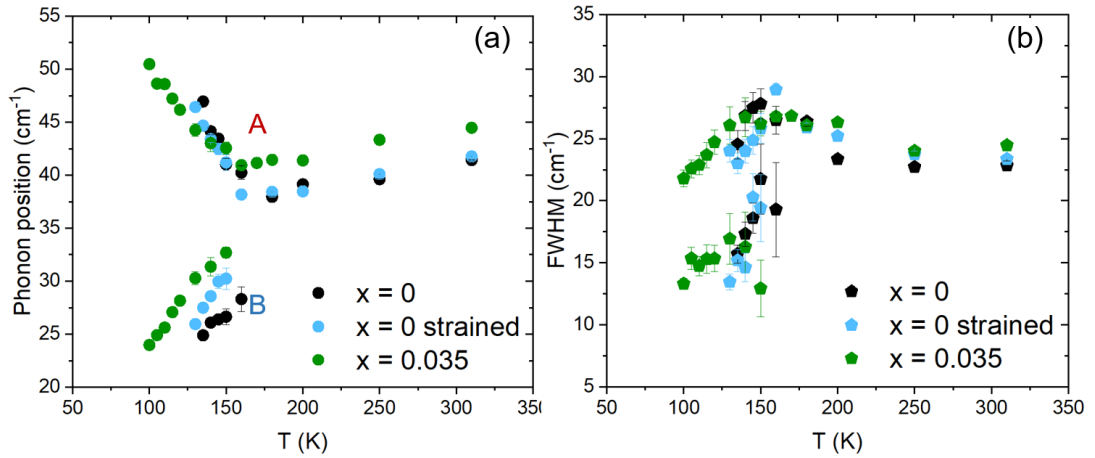 (a)
55
50
45
40
35
30
25
20
Phonon position (cm⁻¹)
A
B
x = 0
x = 0 strained
x = 0.035
50 100 150 200 250 300 350
T (K)
(b)
35
30
25
20
15
10
5
FWHM (cm⁻¹)
x = 0
x = 0 strained
x = 0.035
50 100 150 200 250 300 350
T (K)